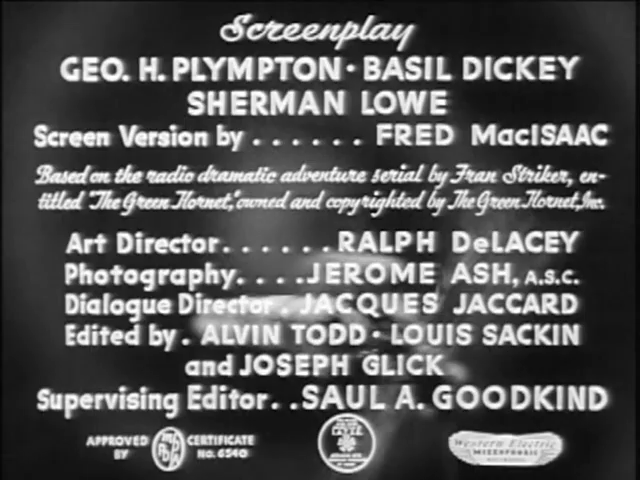 Screenplay
GEO. H. PLYMPTON · BASIL DICKEY
SHERMAN LOWE
Screen Version by . . . . . . FRED MacISAAC
Based on the radio dramatic adventure serial by Fran Striker, en-
titled "The Green Hornet," owned and copyrighted by The Green Hornet, Inc.
Art Director. . . . . . RALPH DeLACEY
Photography. . . . JEROME ASH, A.S.C.
Dialogue Director . JACQUES JACCARD
Edited by . ALVIN TODD · LOUIS SACKIN
and JOSEPH GLICK
Supervising Editor. . SAUL A. GOODKIND
APPROVED CERTIFICATE
BY NO. 6540
Western Electric